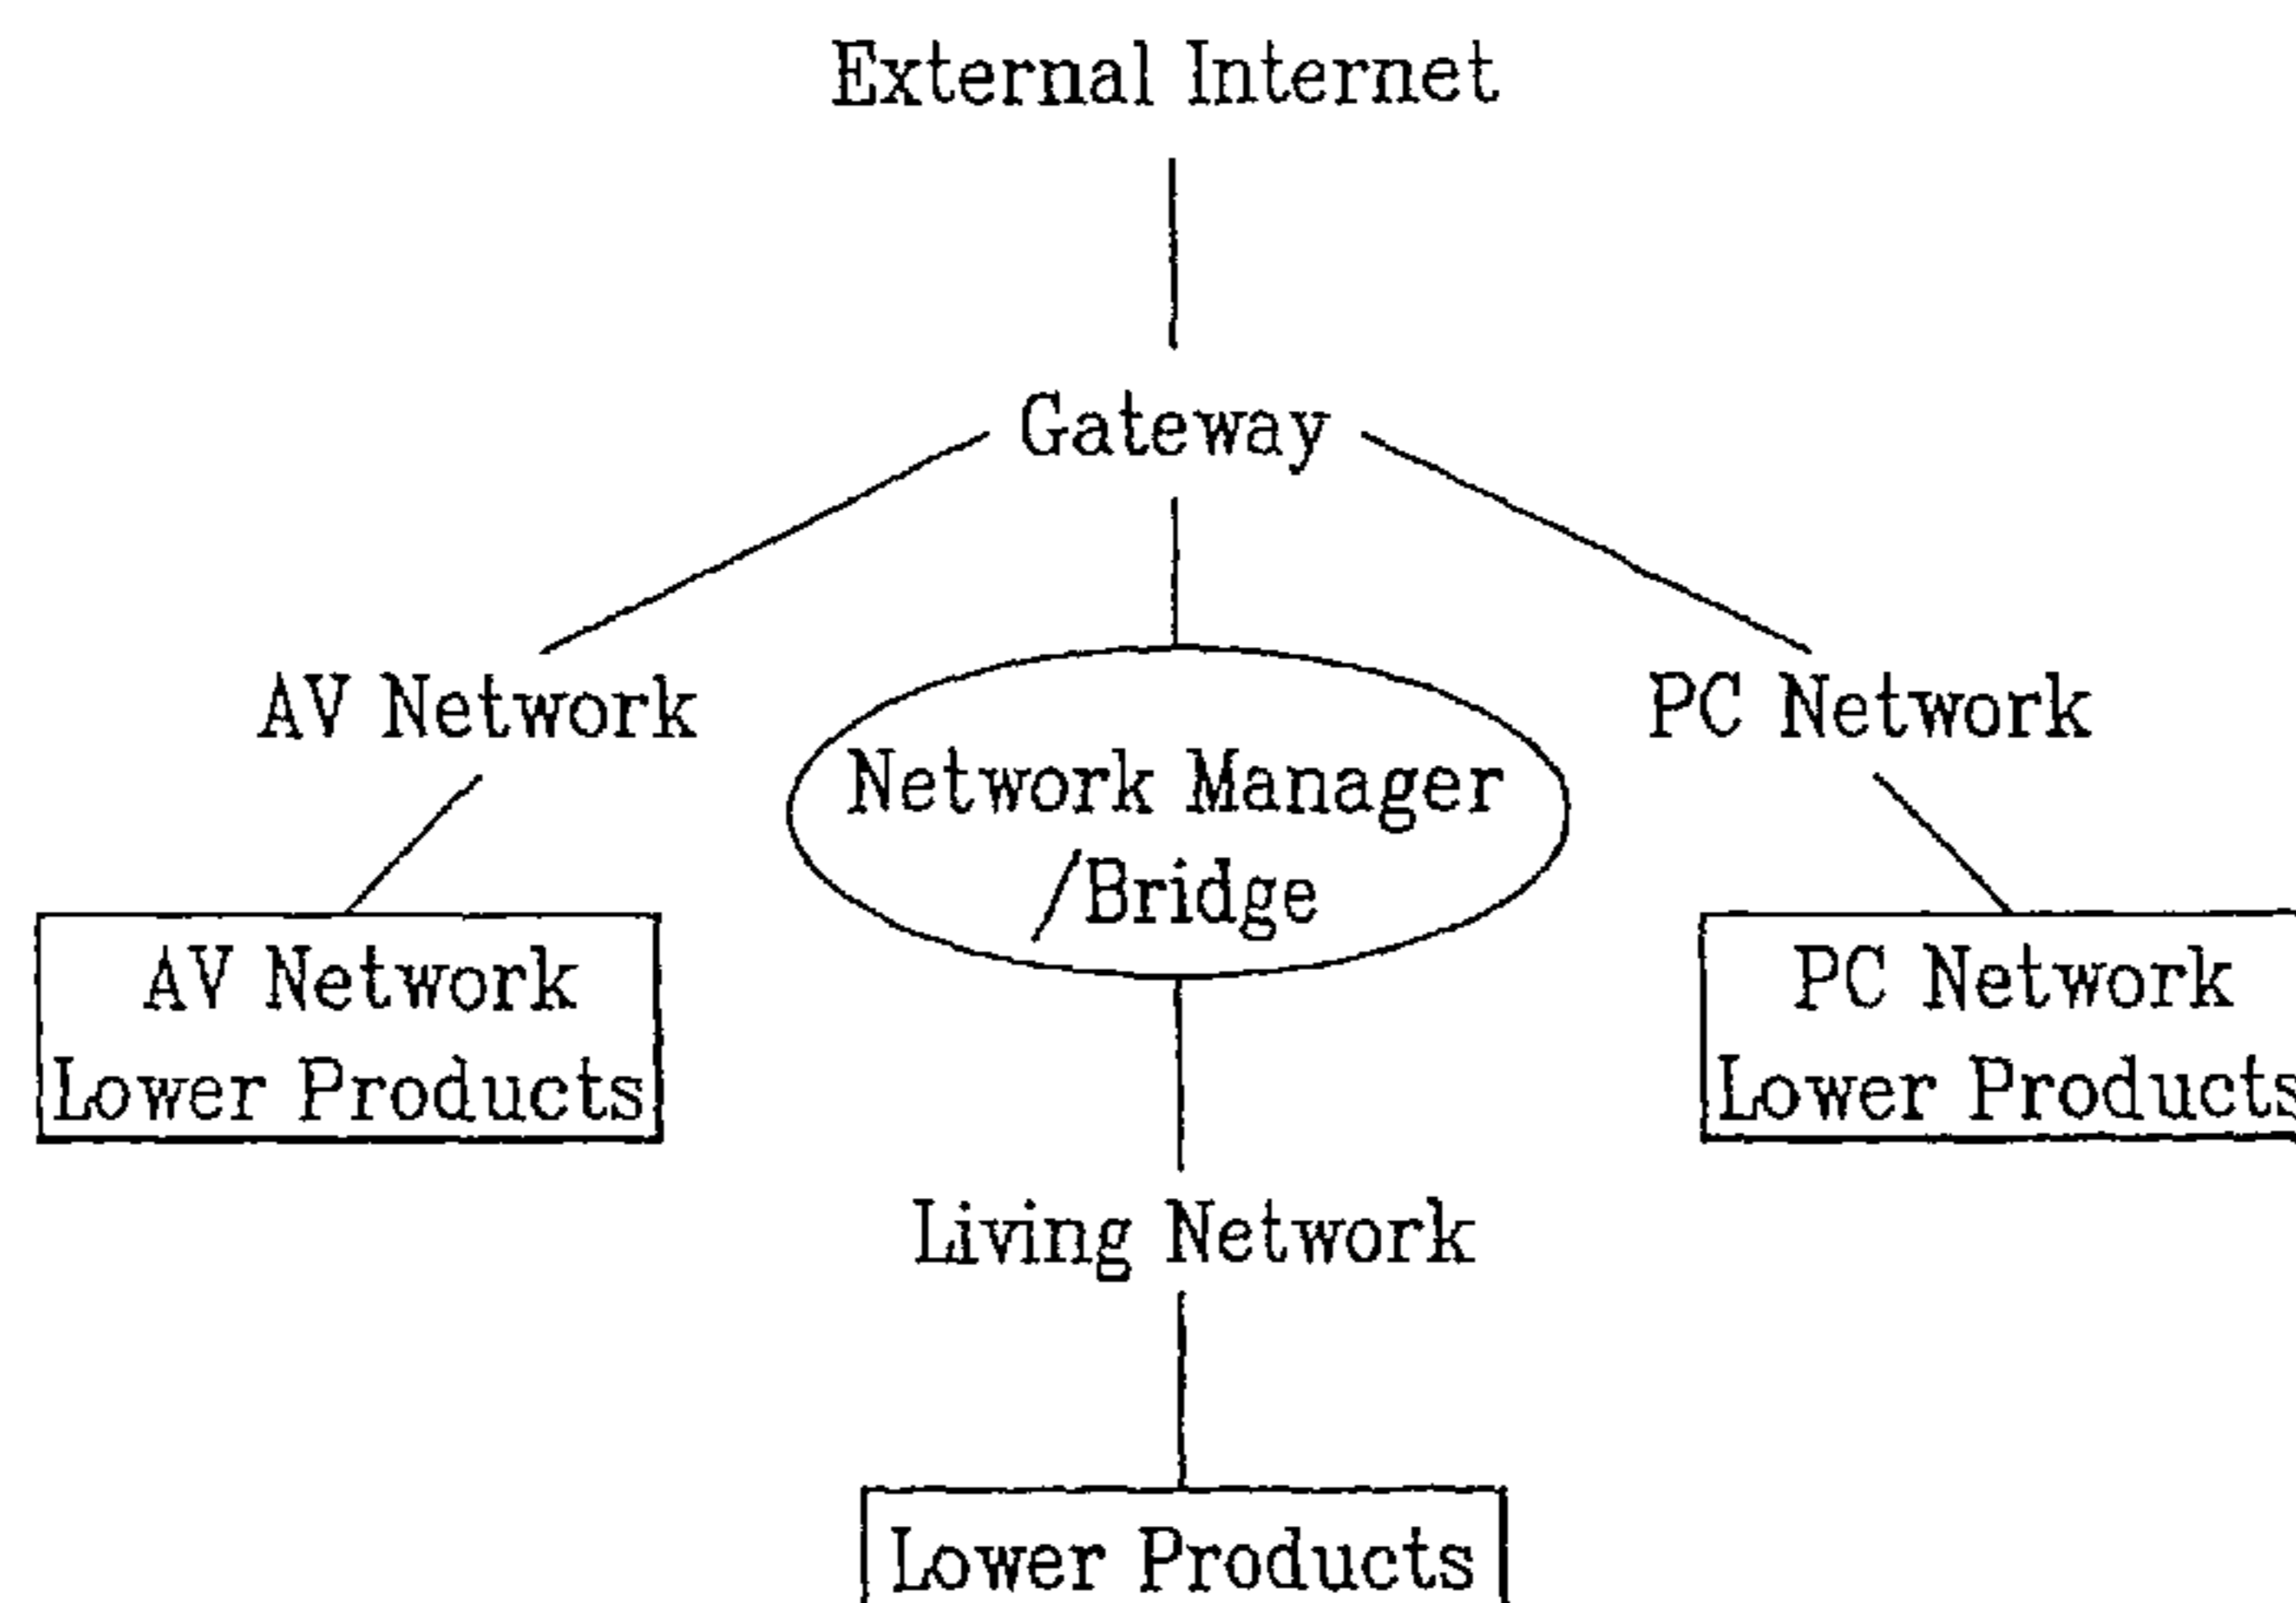 External Internet
Gateway
AV Network
PC Network
Network Manager
/Bridge
AV Network
Lower Products
PC Network
Lower Products
Living Network
Lower Products